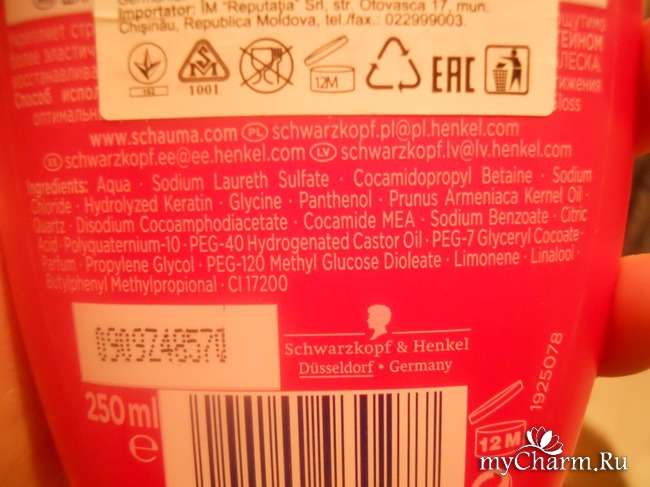 Importator: ÎM "Reputația" Srl, str, Otovasca 17, mun.
Chișinău, Republica Moldova, tel./fax.: 022999003.
162 1001 12M EAC
www.schauma.com PL schwarzkopf.pl@pl.henkel.com
EE schwarzkopf.ee@ee.henkel.com LV schwarzkopf.lv@lv.henkel.com
Ingredients: Aqua · Sodium Laureth Sulfate · Cocamidopropyl Betaine · Sodium
Chloride · Hydrolyzed Keratin · Glycine · Panthenol · Prunus Armeniaca Kernel Oil ·
Quartz · Disodium Cocoamphodiacetate · Cocamide MEA · Sodium Benzoate · Citric
Acid · Polyquaternium-10 · PEG-40 Hydrogenated Castor Oil · PEG-7 Glyceryl Cocoate ·
Parfum · Propylene Glycol · PEG-120 Methyl Glucose Dioleate · Limonene · Linalool ·
Butylphenyl Methylpropional · CI 17200
0909248570
Schwarzkopf & Henkel
Düsseldorf · Germany
1925078
250 ml
e
12 M
myCharm.Ru